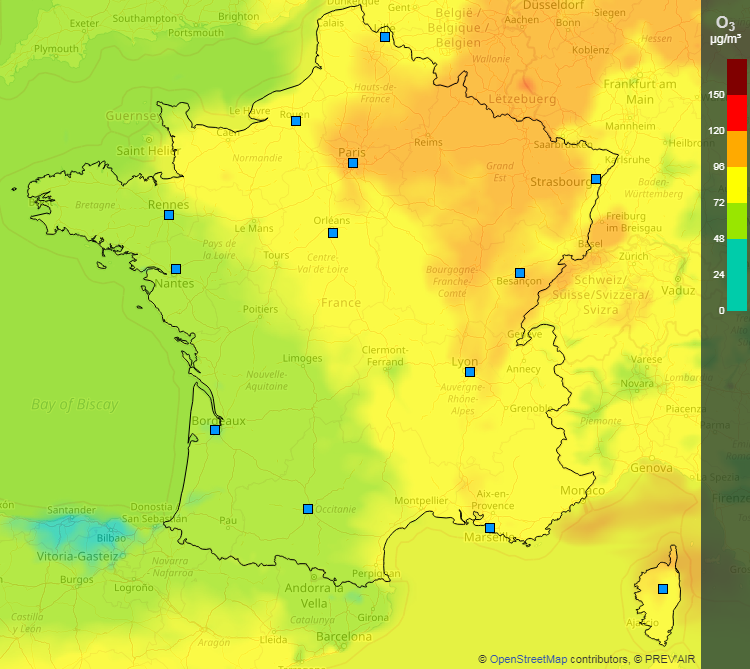 Dunkerque
Gent
Düsseldorf
Southampton
Brighton
België /
Aachen
Siegen
Exeter
Calais
Belgique /
Bonn
Portsmouth
Belgien
Koblenz
Hessen
Plymouth
Wallonie
O3
µg/m³
Hauts-de-
France
Lëtzebuerg
Frankfurt am
Main
150
Guernsey
Le Havre
Rouen
Mannheim
120
Caen
Saint Helier
Normandie
Paris
Reims
Saarbrücken
Heilbronn
Karlsruhe
96
Grand
Est
Strasbourg
Baden-
Württemberg
72
Bretagne
Rennes
Orléans
Freiburg
im Breisgau
Le Mans
Pays de
la Loire
48
Tours
Centre-
Val de Loire
Basel
Zürich
Bourgogne-
Franche-
Comté
Besançon
24
Nantes
Schweiz/
Suisse/Svizzera/
Svizra
Vaduz
France
Poitiers
0
Genève
Limoges
Clermont-
Ferrand
Lyon
Annecy
Varese
Nouvelle-
Aquitaine
Auvergne-
Rhône-
Alpes
Novara
Lombardia
Bay of Biscay
Grenoble
Piacenza
Bordeaux
Piemonte
Parma
Genova
La Spezia
Santander
Donostia
San Sebastián
Occitanie
Montpellier
Aix-en-
Provence
Monaco
Firenze
Pau
Bilbao
Marseille
Vitoria-Gasteiz
Navarra
- Nafarroa
Burgos
Logroño
Perpignan
Andorra la
Vella
Castilla
y León
Girona
Catalunya
Ajaccio
Aragón
Lleida
Barcelona
Tarragona
© OpenStreetMap contributors, © PREV'AIR